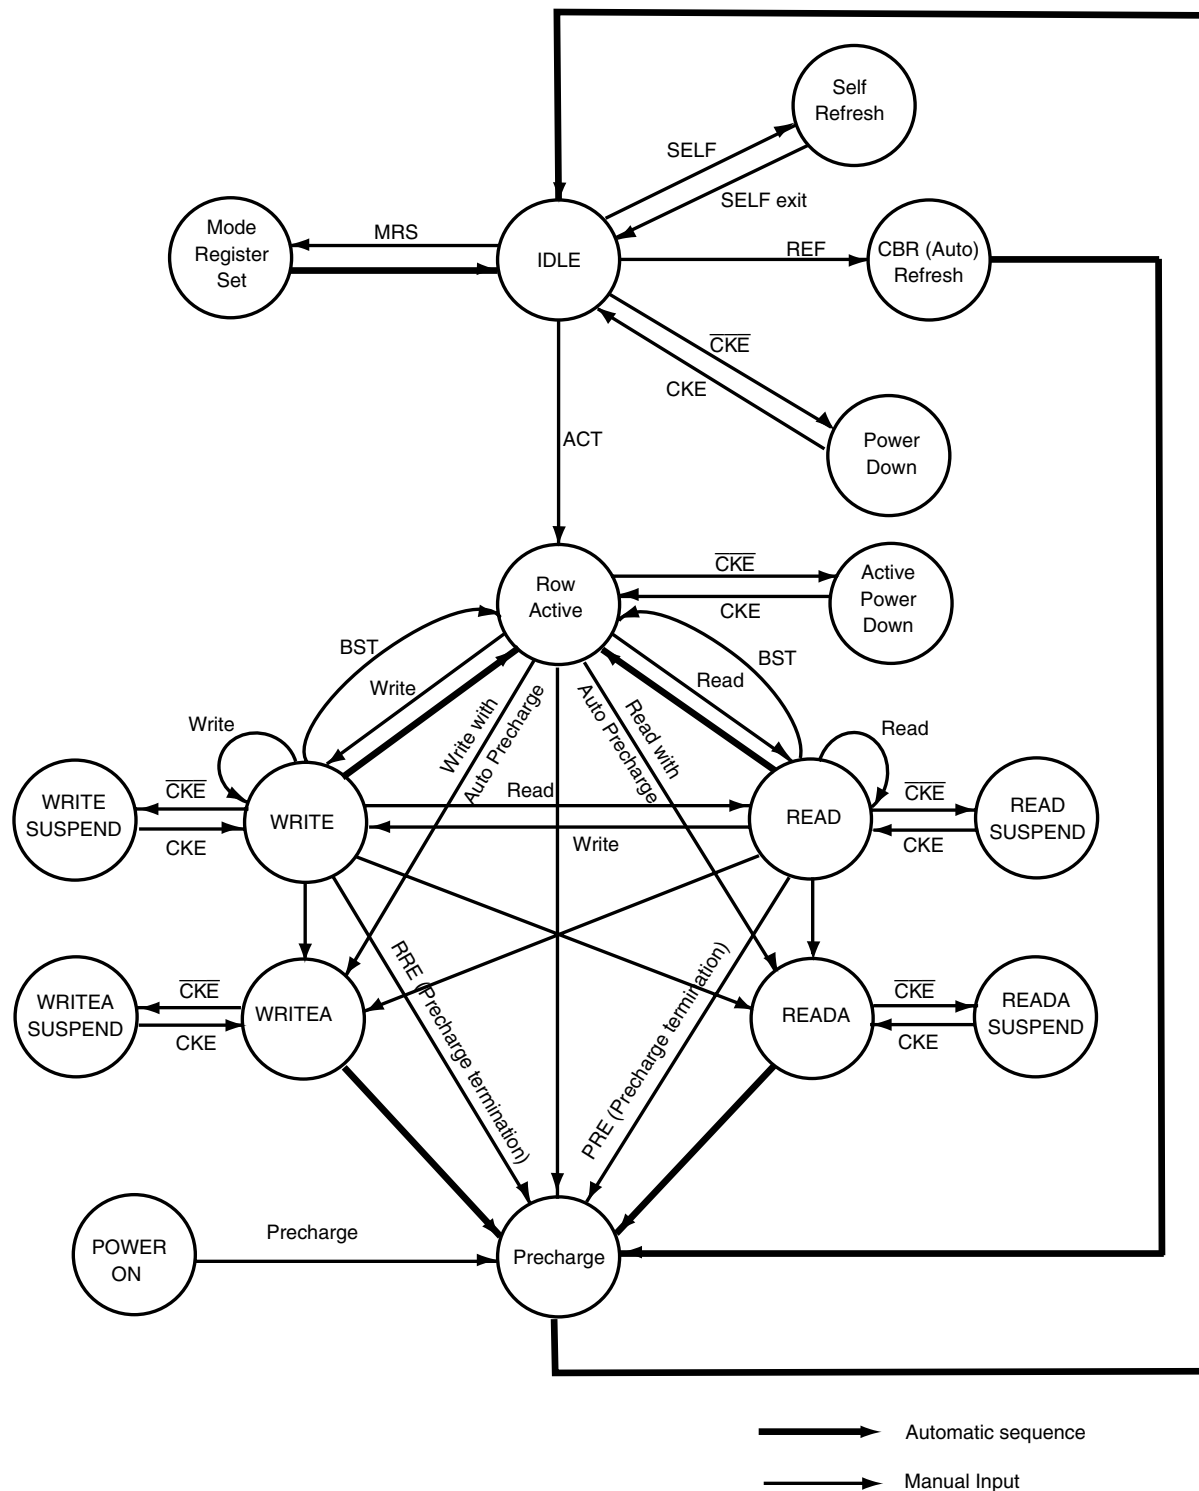 Self
Refresh
SELF
SELF exit
Mode
Register
Set
MRS
IDLE
REF
CBR (Auto)
Refresh
CKE
CKE
ACT
Power
Down
Row
Active
CKE
CKE
Active
Power
Down
BST
Write
BST
Read
Write with
Auto Precharge
Read with
Auto Precharge
Write
Read
WRITE
SUSPEND
CKE
CKE
WRITE
Read
Write
READ
CKE
CKE
READ
SUSPEND
RRE (Precharge termination)
PRE (Precharge termination)
WRITEA
SUSPEND
CKE
CKE
WRITEA
READA
CKE
CKE
READA
SUSPEND
POWER
ON
Precharge
Precharge
Automatic sequence
Manual Input